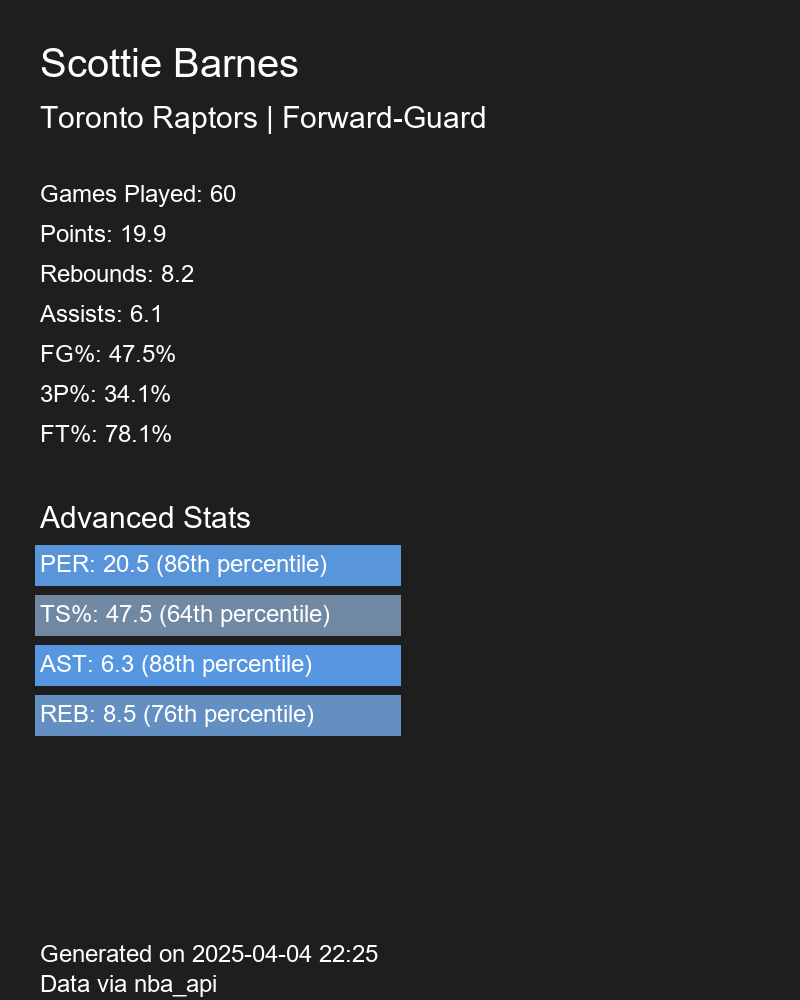 Scottie Barnes
Toronto Raptors | Forward-Guard
Games Played: 60
Points: 19.9
Rebounds: 8.2
Assists: 6.1
FG%: 47.5%
3P%: 34.1%
FT%: 78.1%
Advanced Stats
PER: 20.5 (86th percentile)
TS%: 47.5 (64th percentile)
AST: 6.3 (88th percentile)
REB: 8.5 (76th percentile)
Generated on 2025-04-04 22:25
Data via nba_api